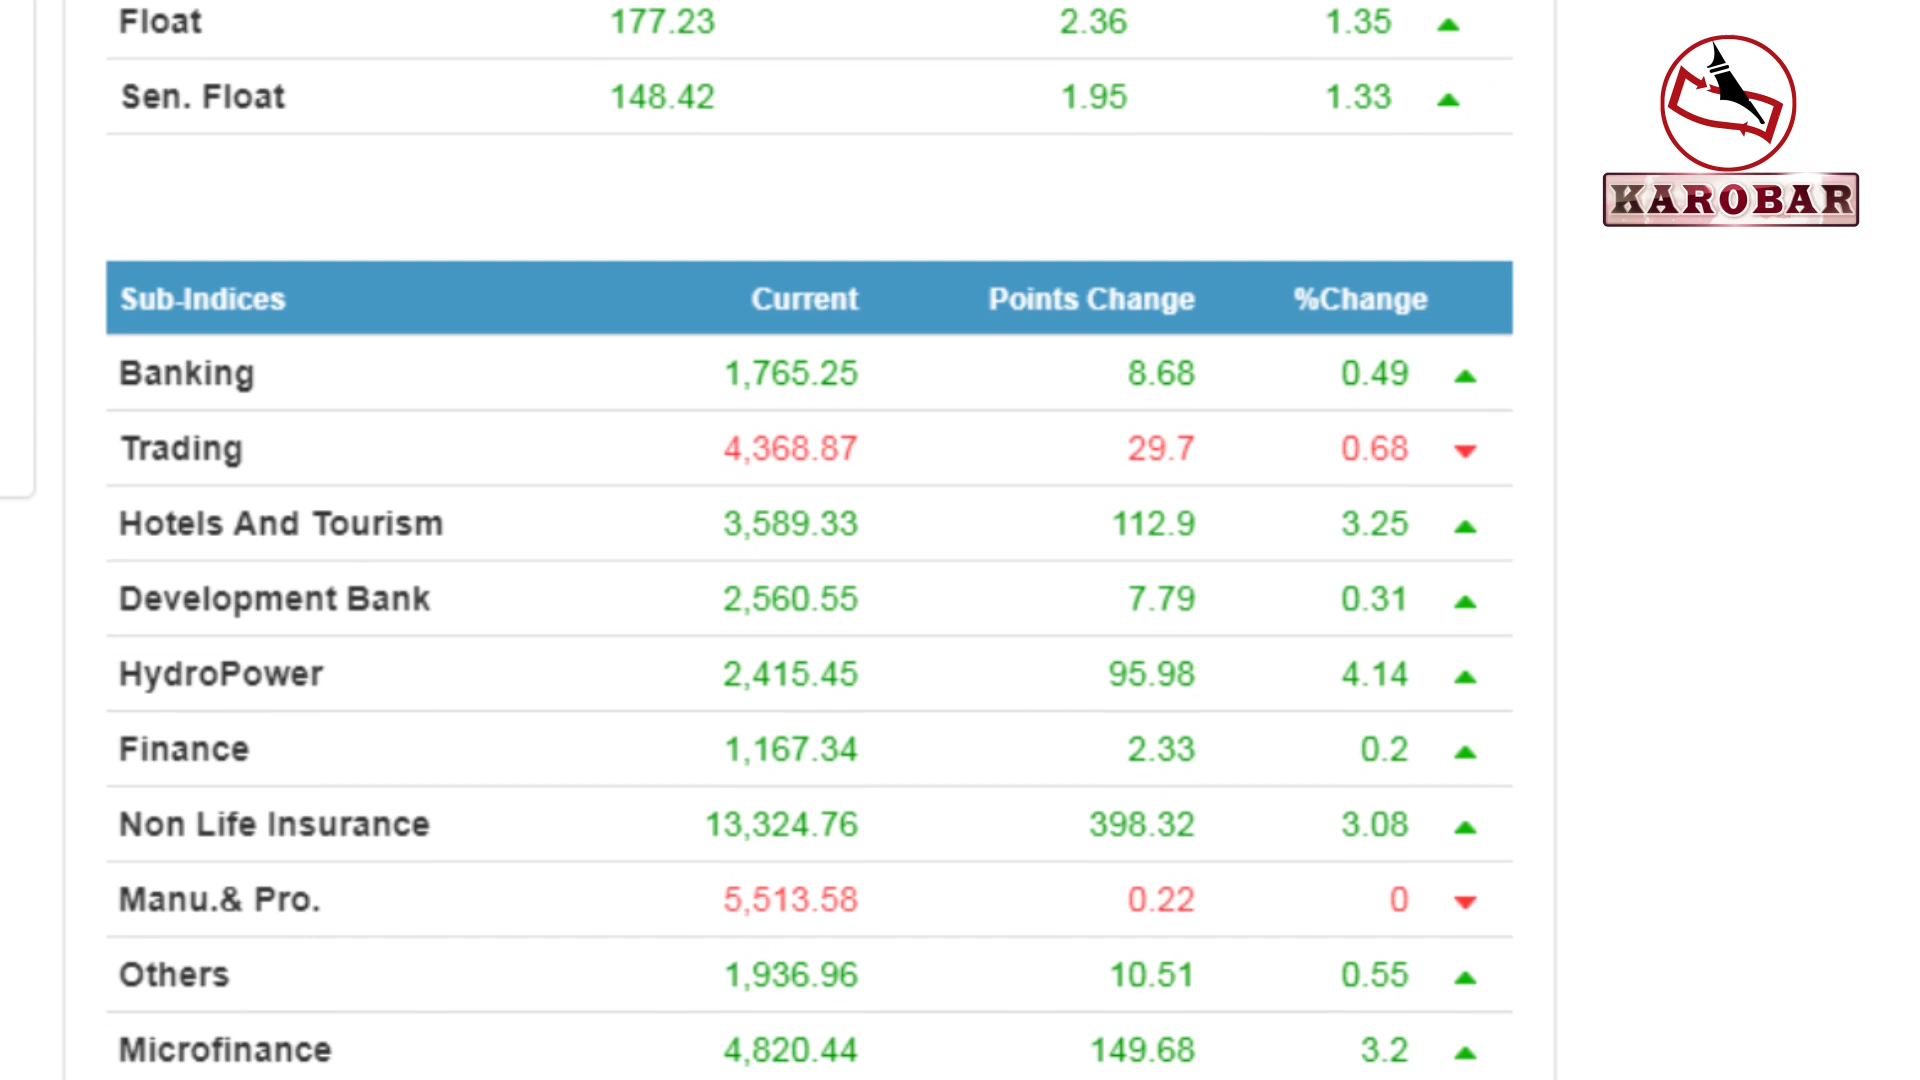 Float 177.23 2.36 1.35
Sen. Float 148.42 1.95 1.33
KAROBAR
Sub-Indices Current Points Change %Change
Banking 1,765.25 8.68 0.49
Trading 4,368.87 29.7 0.68
Hotels And Tourism 3,589.33 112.9 3.25
Development Bank 2,560.55 7.79 0.31
HydroPower 2,415.45 95.98 4.14
Finance 1,167.34 2.33 0.2
Non Life Insurance 13,324.76 398.32 3.08
Manu.& Pro. 5,513.58 0.22 0
Others 1,936.96 10.51 0.55
Microfinance 4,820.44 149.68 3.2